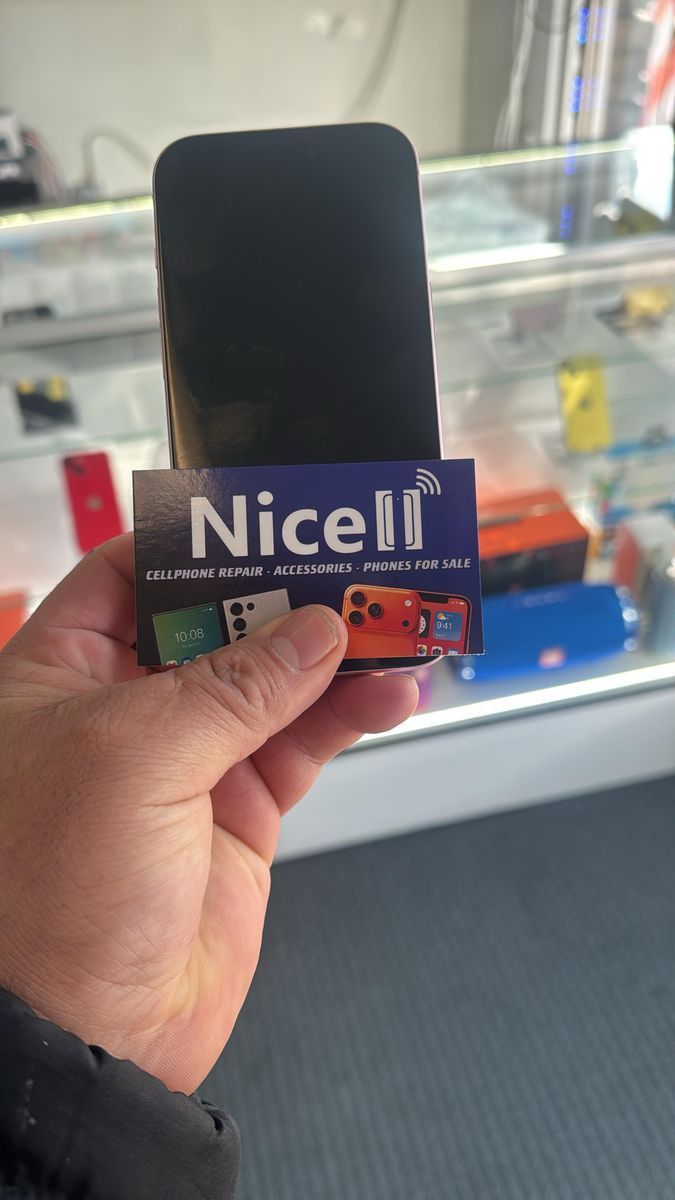 Nicell
CELLPHONE REPAIR · ACCESSORIES · PHONES FOR SALE
10:08
9:41